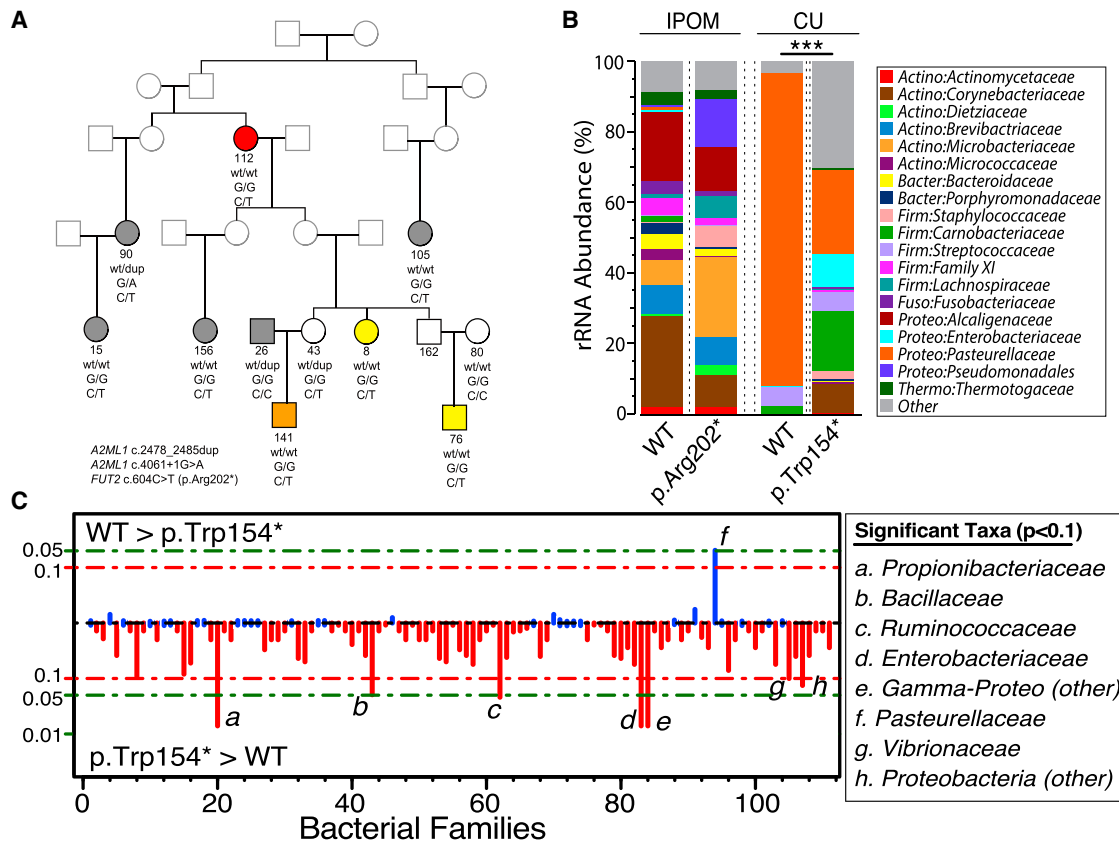 A
112
wt/wt
G/G
C/T
90
wt/dup
G/A
C/T
105
wt/wt
G/G
C/T
15
wt/wt
G/G
C/T
156
wt/wt
G/G
C/T
26
wt/dup
G/G
C/C
43
wt/dup
G/G
C/T
8
wt/wt
G/G
C/T
162
80
wt/wt
G/G
C/C
141
wt/wt
G/G
C/T
76
wt/wt
G/G
C/T
A2ML1 c.2478_2485dup
A2ML1 c.4061+1G>A
FUT2 c.604C>T (p.Arg202*)
B
IPOM
CU
***
rRNA Abundance (%)
100
80
60
40
20
0
WT
p.Arg202*
WT
p.Trp154*
Actino:Actinomycetaceae
Actino:Corynebacteriaceae
Actino:Dietziaceae
Actino:Brevibactriaceae
Actino:Microbacteriaceae
Actino:Micrococcaceae
Bacter:Bacteroidaceae
Bacter:Porphyromonadaceae
Firm:Staphylococcaceae
Firm:Carnobacteriaceae
Firm:Streptococcaceae
Firm:Family XI
Firm:Lachnospiraceae
Fuso:Fusobacteriaceae
Proteo:Alcaligenaceae
Proteo:Enterobacteriaceae
Proteo:Pasteurellaceae
Proteo:Pseudomonadales
Thermo:Thermotogaceae
Other
C
WT > p.Trp154*
0.05
0.1
0.1
0.05
0.01
a
b
c
d
e
f
g
h
p.Trp154* > WT
0
20
40
60
80
100
Bacterial Families
Significant Taxa (p<0.1)
a. Propionibacteriaceae
b. Bacillaceae
c. Ruminococcaceae
d. Enterobacteriaceae
e. Gamma-Proteo (other)
f. Pasteurellaceae
g. Vibrionaceae
h. Proteobacteria (other)